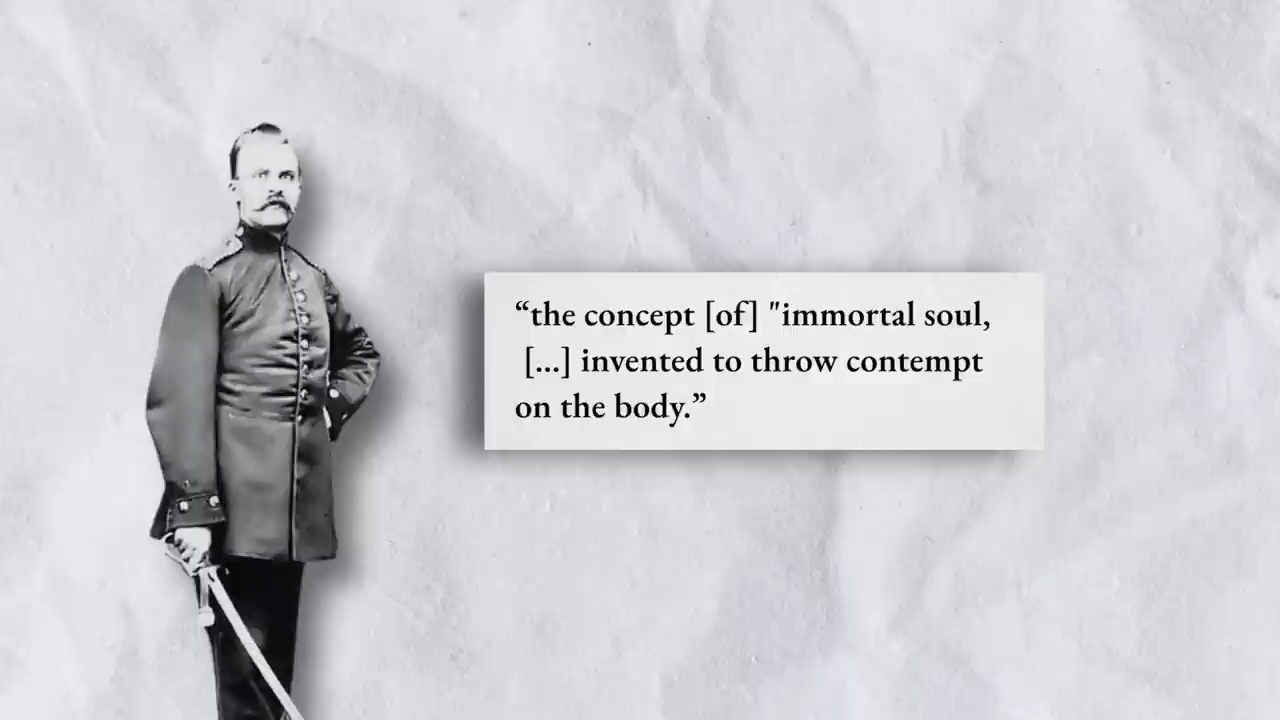 “the concept [of] "immortal soul,
[...] invented to throw contempt
on the body.”